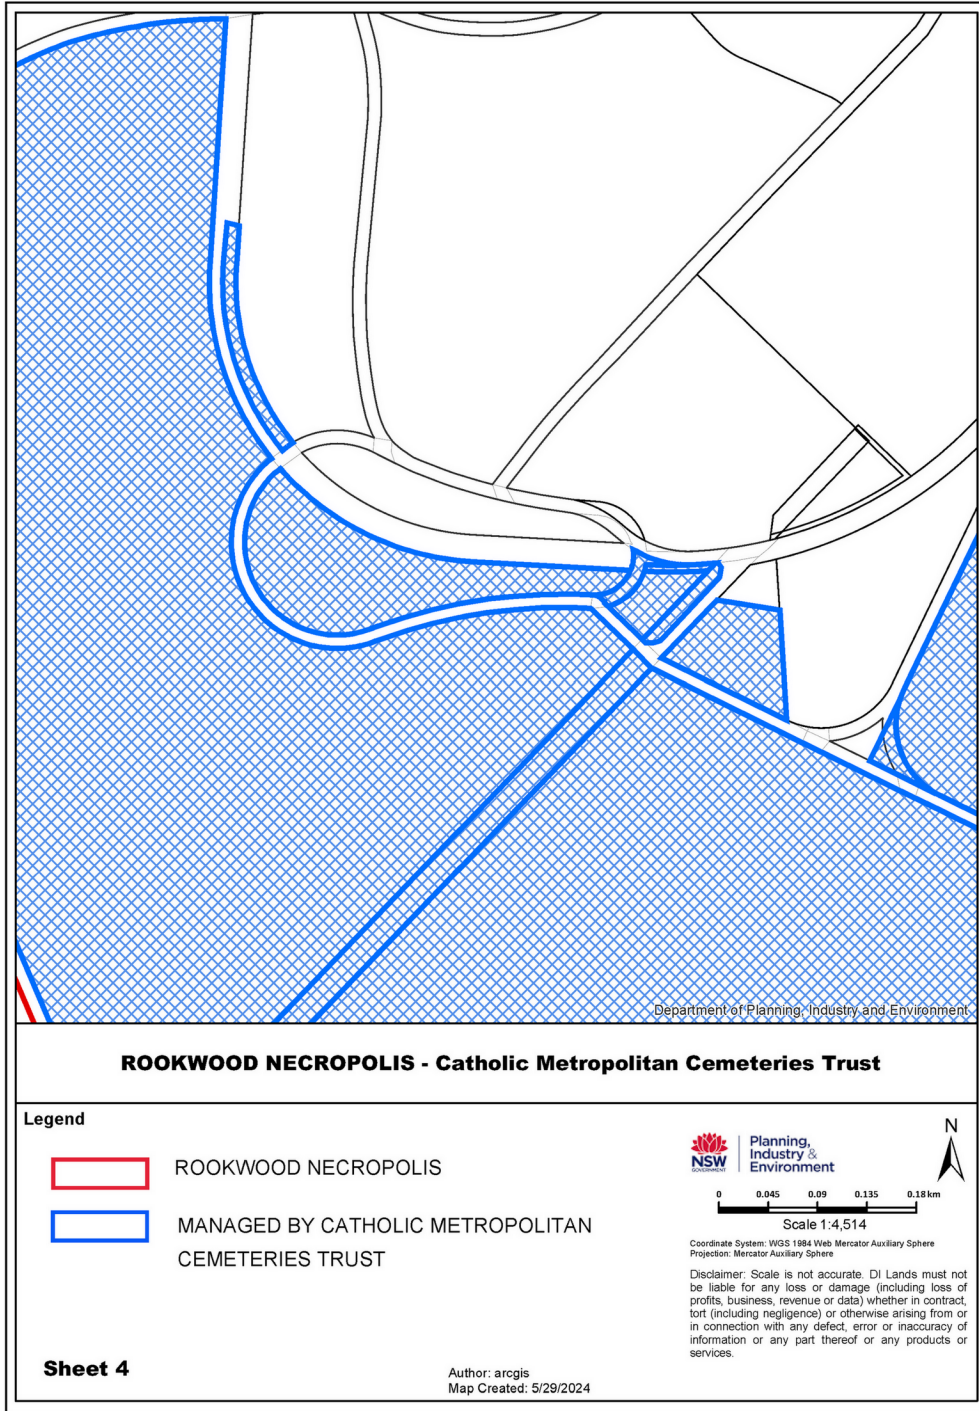 Department of Planning, Industry and Environment
ROOKWOOD NECROPOLIS - Catholic Metropolitan Cemeteries Trust
Legend
ROOKWOOD NECROPOLIS
MANAGED BY CATHOLIC METROPOLITAN
CEMETERIES TRUST
NSW
GOVERNMENT
Planning,
Industry &
Environment
N
0 0.045 0.09 0.135 0.18 km
Scale 1:4,514
Coordinate System: WGS 1984 Web Mercator Auxiliary Sphere
Projection: Mercator Auxiliary Sphere
Disclaimer: Scale is not accurate. DI Lands must not
be liable for any loss or damage (including loss of
profits, business, revenue or data) whether in contract,
tort (including negligence) or otherwise arising from or
in connection with any defect, error or inaccuracy of
information or any part thereof or any products or
services.
Sheet 4
Author: arcgis
Map Created: 5/29/2024